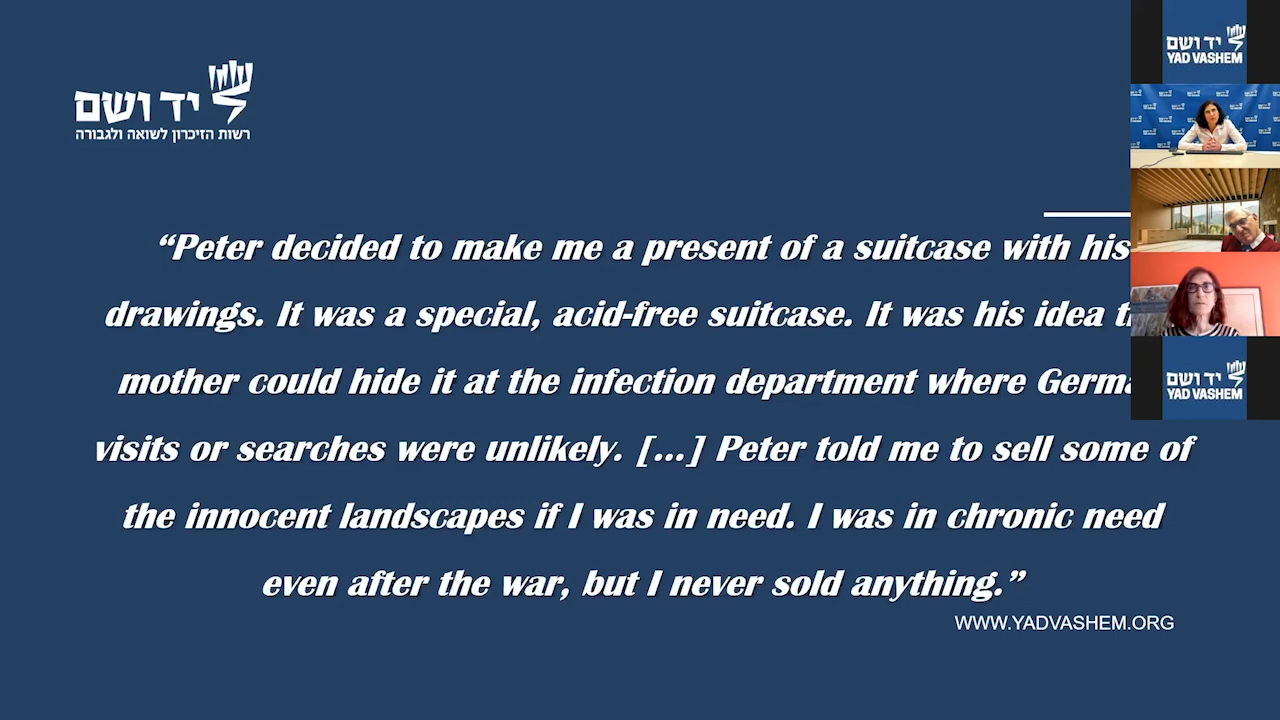 יד ושם
רשות הזיכרון לשואה ולגבורה
“Peter decided to make me a present of a suitcase with his
drawings. It was a special, acid-free suitcase. It was his idea
mother could hide it at the infection department where
visits or searches were unlikely. [...] Peter told me to sell some of
the innocent landscapes if I was in need. I was in chronic need
even after the war, but I never sold anything.”
WWW.YADVASHEM.ORG
יד ושם
YAD VASHEM
יד ושם
YAD VASHEM